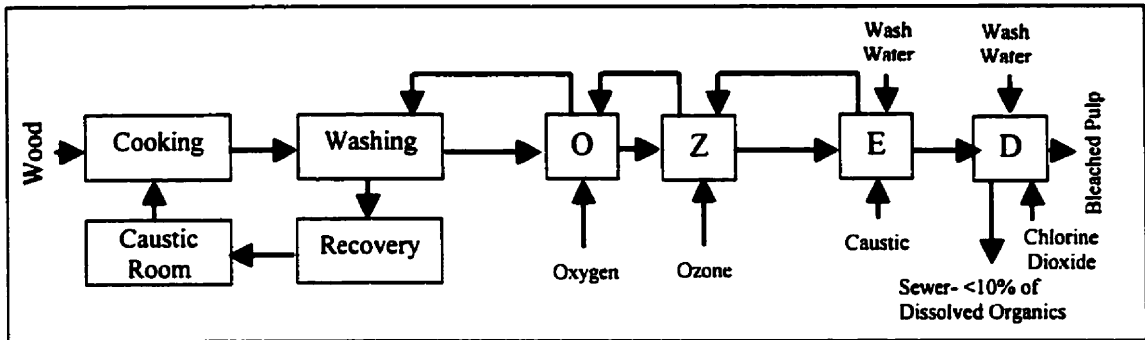 Wash
Water
Wash
Water
Wood
Cooking
Washing
O
Z
E
D
Bleached Pulp
Caustic
Room
Recovery
Oxygen
Ozone
Caustic
Chlorine
Dioxide
Sewer- <10% of
Dissolved Organics